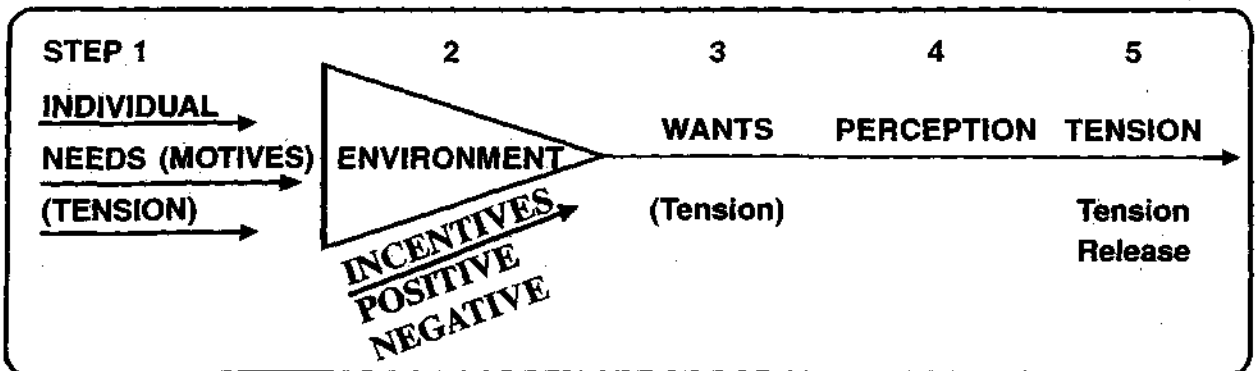 STEP 1 2 3 4 5
INDIVIDUAL
NEEDS (MOTIVES)
(TENSION)
ENVIRONMENT
INCENTIVES
POSITIVE
NEGATIVE
WANTS PERCEPTION TENSION
(Tension) Tension
Release